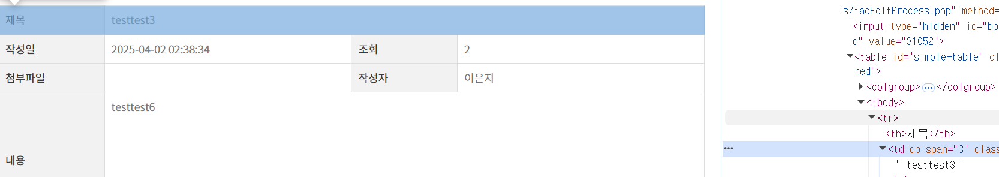 제목 testtest3
작성일 2025-04-02 02:38:34 조회 2
첨부파일 작성자 이은지
내용 testtest6
s/faqEditProcess.php" method=
<input type="hidden" id="bo
d" value="31052">
<table id="simple-table" cl
red">
<colgroup> ••• </colgroup>
<tbody>
<tr>
<th>제목</th>
••• <td colspan="3" class
" testtest3 "